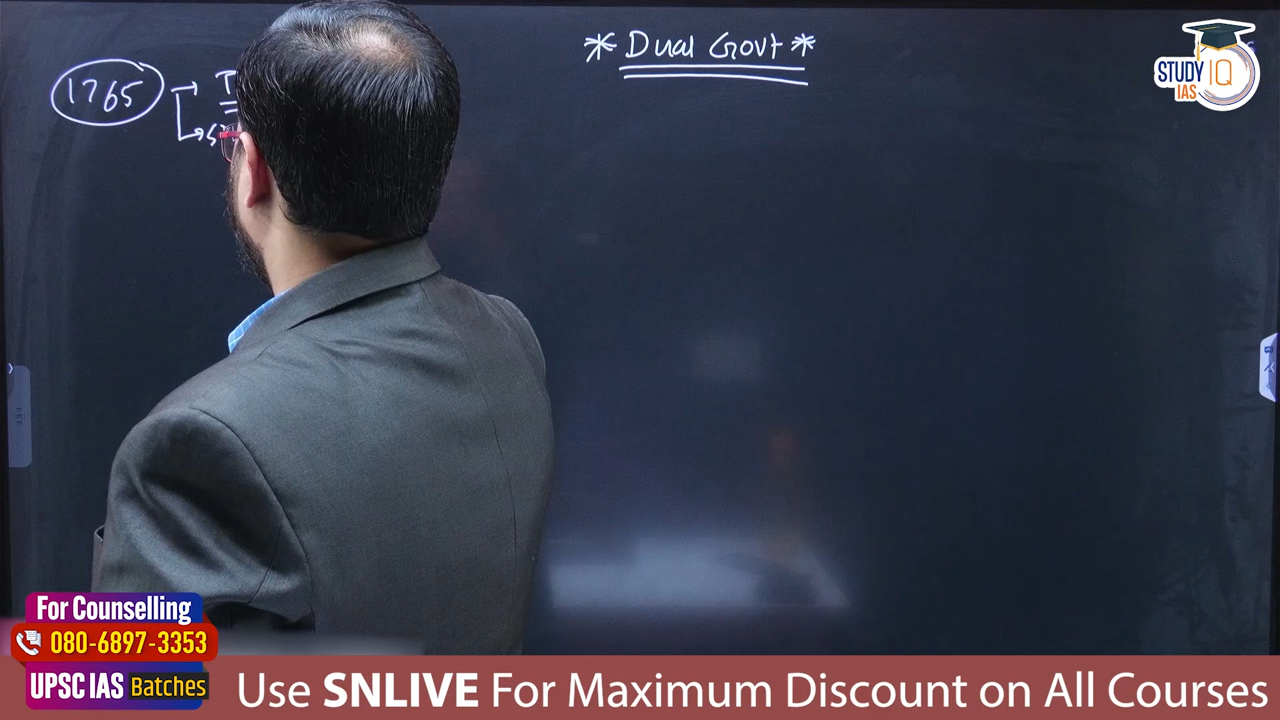 * Dual Govt *
1765
STUDY IQ
IAS
For Counselling
080-6897-3353
UPSC IAS Batches
Use SNLIVE For Maximum Discount on All Courses